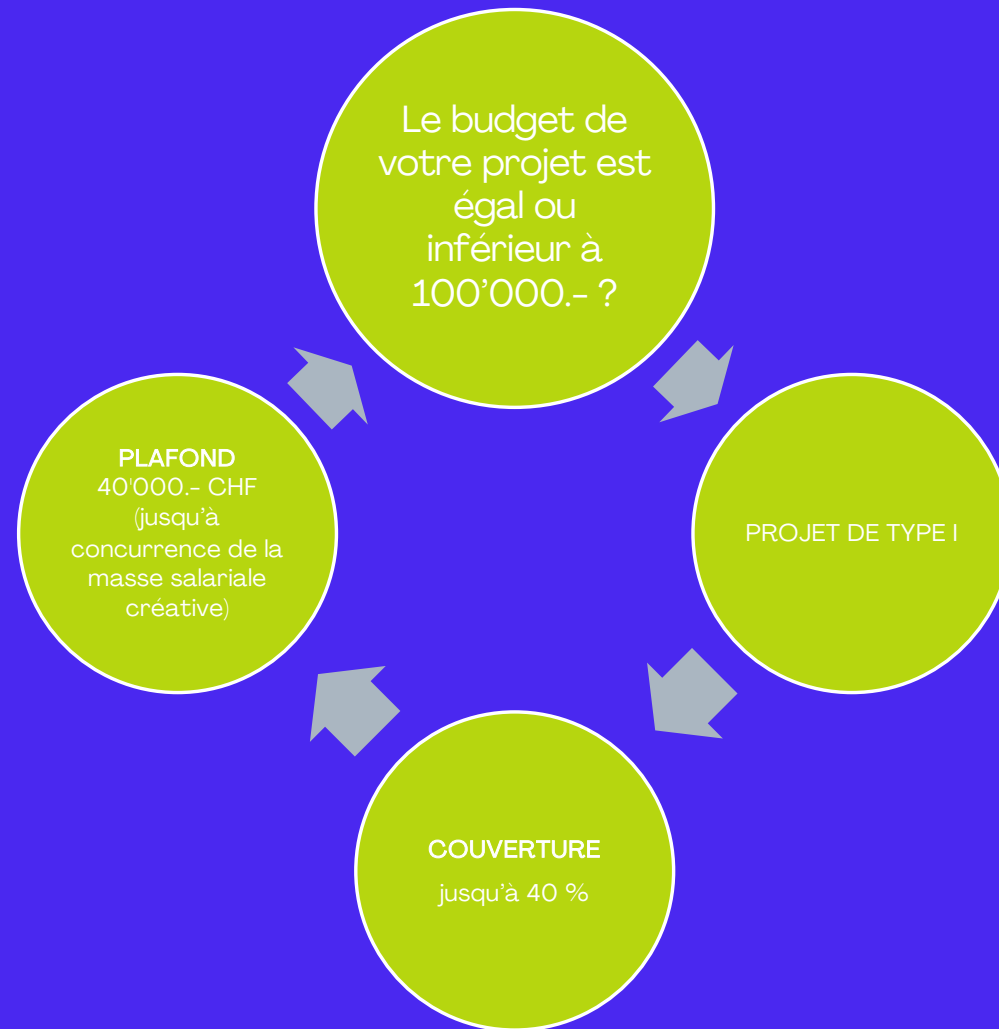 Le budget de
votre projet est
égal ou
inférieur à
100’000.- ?
PROJET DE TYPE I
COUVERTURE
jusqu’à 40 %
PLAFOND
40'000.- CHF
(jusqu’à
concurrence de la
masse salariale
créative)